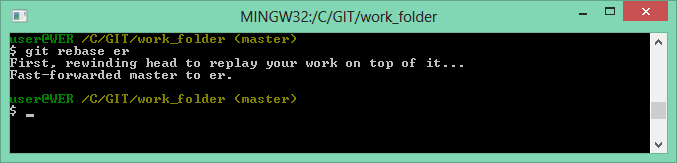 MINGW32:/C/GIT/work_folder
user@WER /C/GIT/work_folder (master)
$ git rebase er
First, rewinding head to replay your work on top of it...
Fast-forwarded master to er.
user@WER /C/GIT/work_folder (master)
$